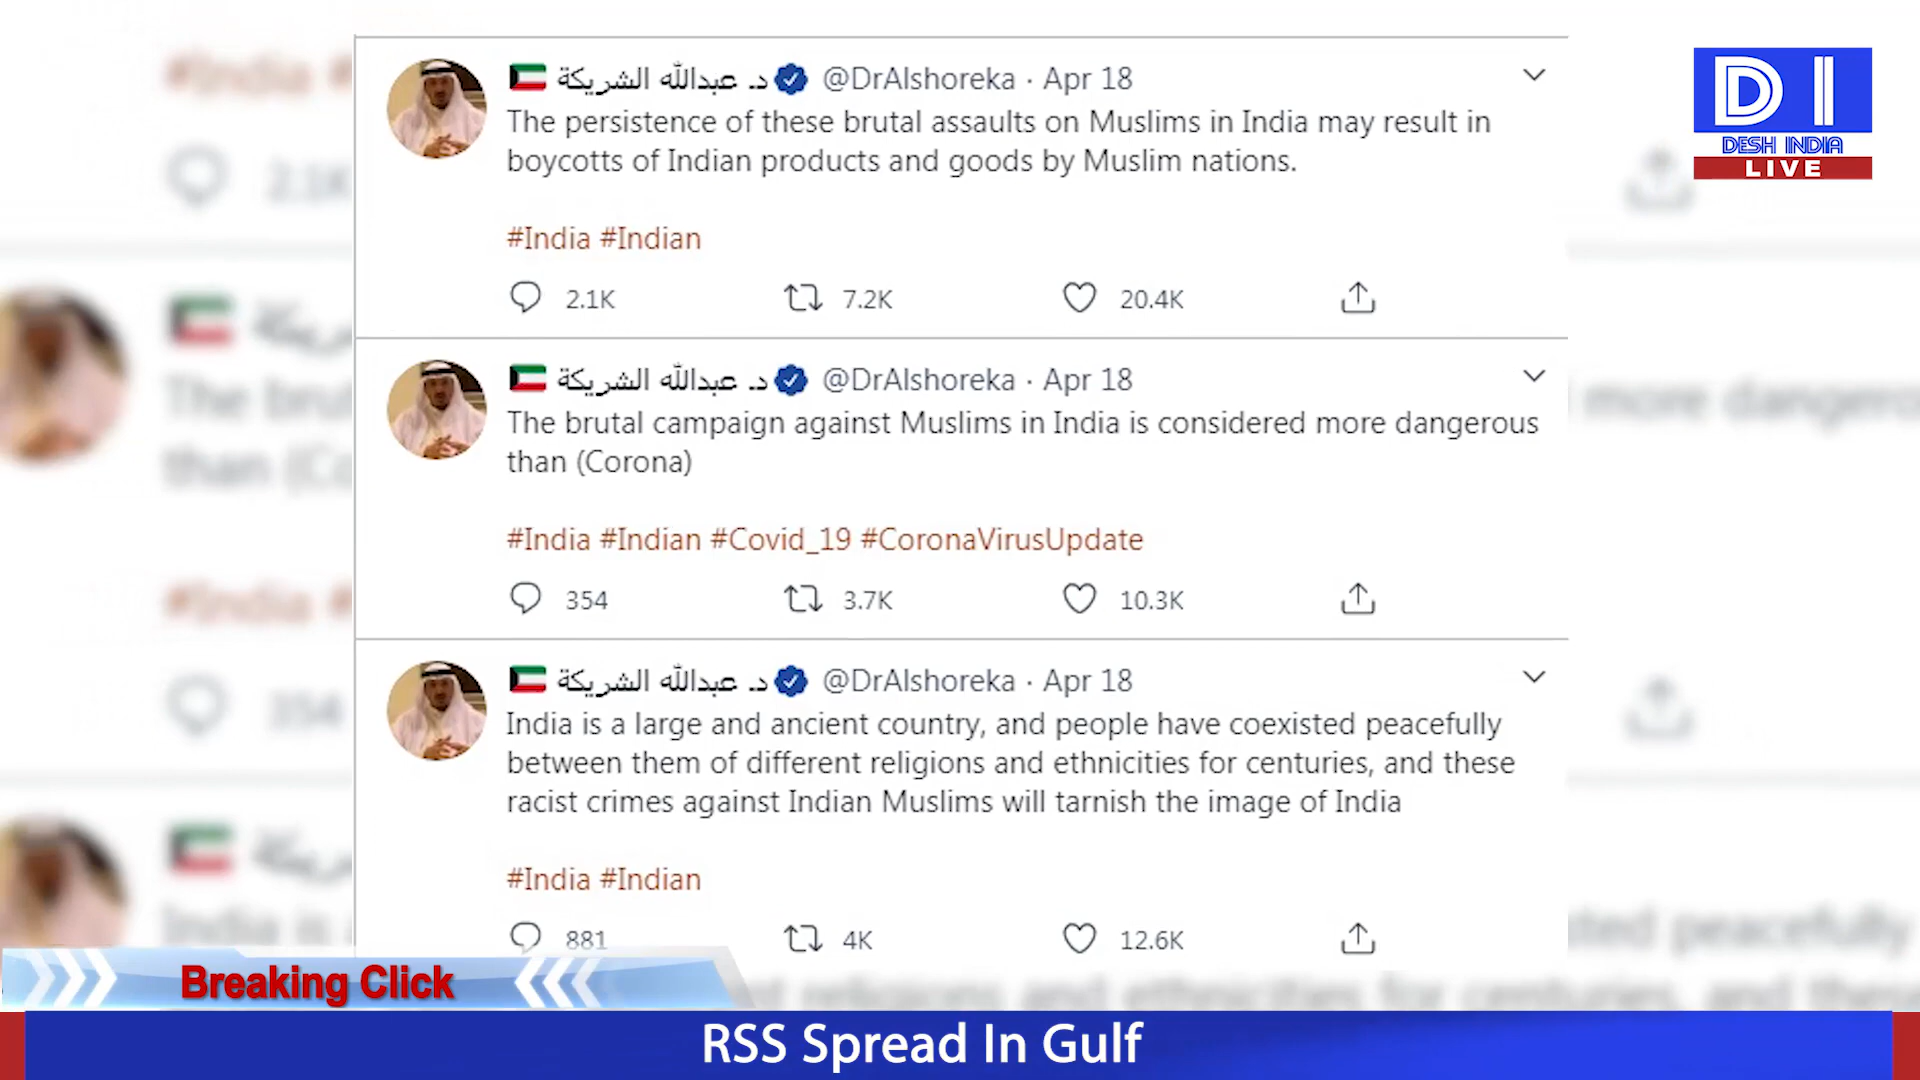 د. عبدالله الشريكة @DrAlshoreka · Apr 18
The persistence of these brutal assaults on Muslims in India may result in
boycotts of Indian products and goods by Muslim nations.
#India #Indian
2.1K 7.2K 20.4K
د. عبدالله الشريكة @DrAlshoreka · Apr 18
The brutal campaign against Muslims in India is considered more dangerous
than (Corona)
#India #Indian #Covid_19 #CoronaVirusUpdate
354 3.7K 10.3K
د. عبدالله الشريكة @DrAlshoreka · Apr 18
India is a large and ancient country, and people have coexisted peacefully
between them of different religions and ethnicities for centuries, and these
racist crimes against Indian Muslims will tarnish the image of India
#India #Indian
881 4K 12.6K
DI
DESH INDIA
LIVE
Breaking Click
RSS Spread In Gulf